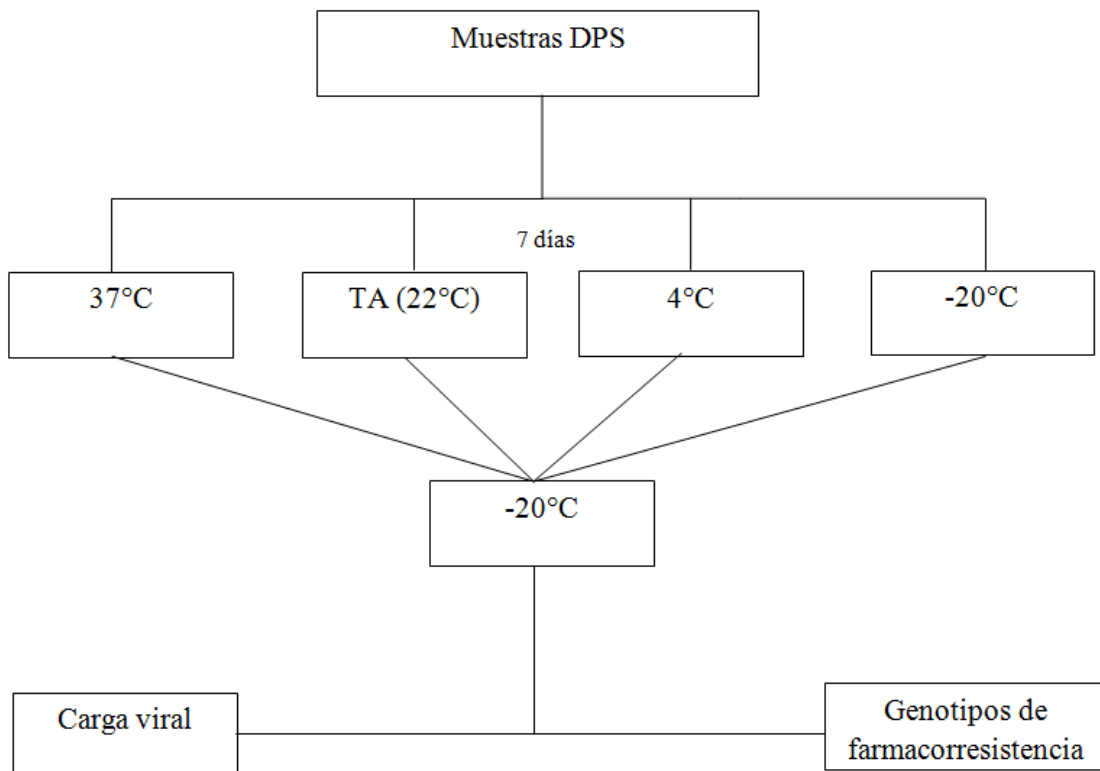 Muestras DPS
7 días
37°C
TA (22°C)
4°C
-20°C
-20°C
Carga viral
Genotipos de
farmacorresistencia